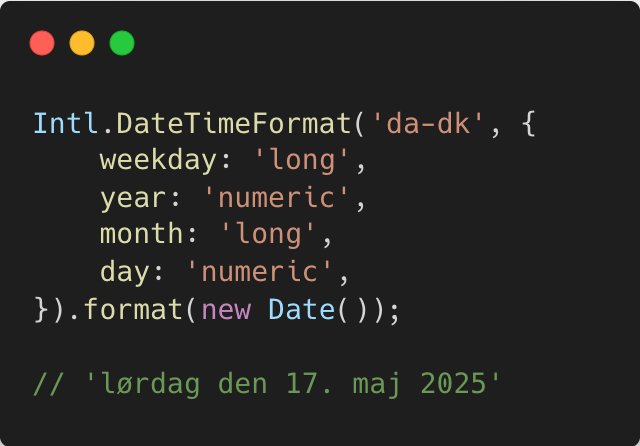 Intl.DateTimeFormat('da-dk', {
    weekday: 'long',
    year: 'numeric',
    month: 'long',
    day: 'numeric',
}).format(new Date());
// 'lørdag den 17. maj 2025'